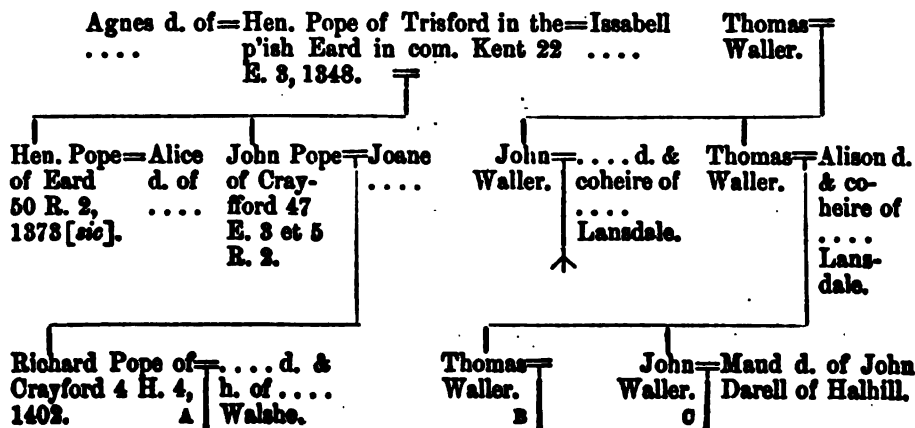 Agnes d. of=Hen. Pope of Trisford in the=Issabell
. . . .
p'ish Eard in com. Kent 22
. . . .
E. 3, 1348.
Thomas
Waller.
Hen. Pope=Alice
of Eard d. of
50 R. 2, . . . .
1373 [sic].
John Pope=Joane
of Cray- . . . .
fford 47
E. 3 et 5
R. 2.
John=. . . . d. &
Waller. coheire of
. . . .
Lansdale.
Thomas=Alison d.
Waller. & co-
heire of
. . . .
Lans-
dale.
Richard Pope of=. . . . d. &
Crayford 4 H. 4, h. of . . . .
1402. A Walshe.
Thomas=
Waller.
B
John=Maud d. of John
Waller. Darell of Halhill.
C